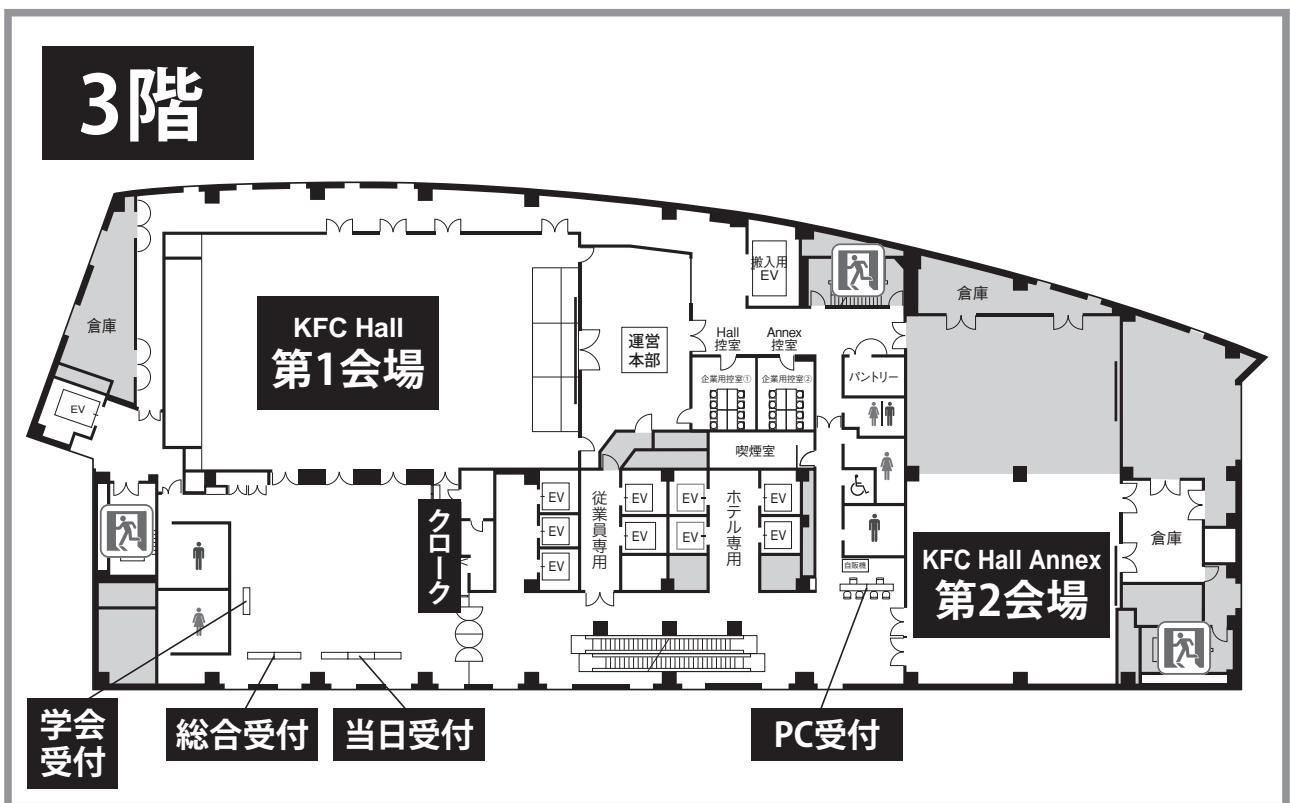 3階
搬入用
EV
倉庫
倉庫
KFC Hall
第1会場
運営
本部
Hall
控室
Annex
控室
企業用控室①
企業用控室②
パントリー
EV
喫煙室
クローク
EV
EV
EV
従業員専用
EV
EV
EV
EV
ホテル専用
EV
EV
自販機
KFC Hall Annex
第2会場
倉庫
学会
受付
総合受付
当日受付
PC受付